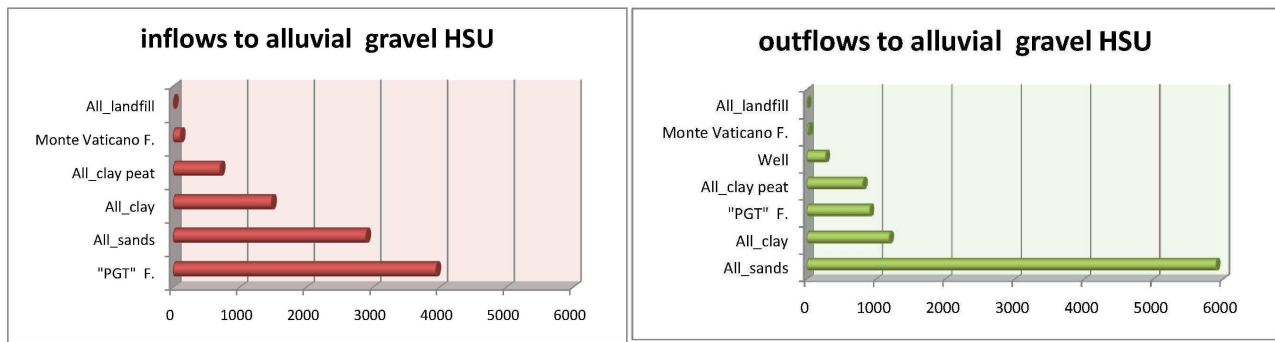 inflows to alluvial gravel HSU
All_landfill
Monte Vaticano F.
All_clay peat
All_clay
All_sands
"PGT" F.
0 1000 2000 3000 4000 5000 6000
outflows to alluvial gravel HSU
All_landfill
Monte Vaticano F.
Well
All_clay peat
"PGT" F.
All_clay
All_sands
0 1000 2000 3000 4000 5000 6000